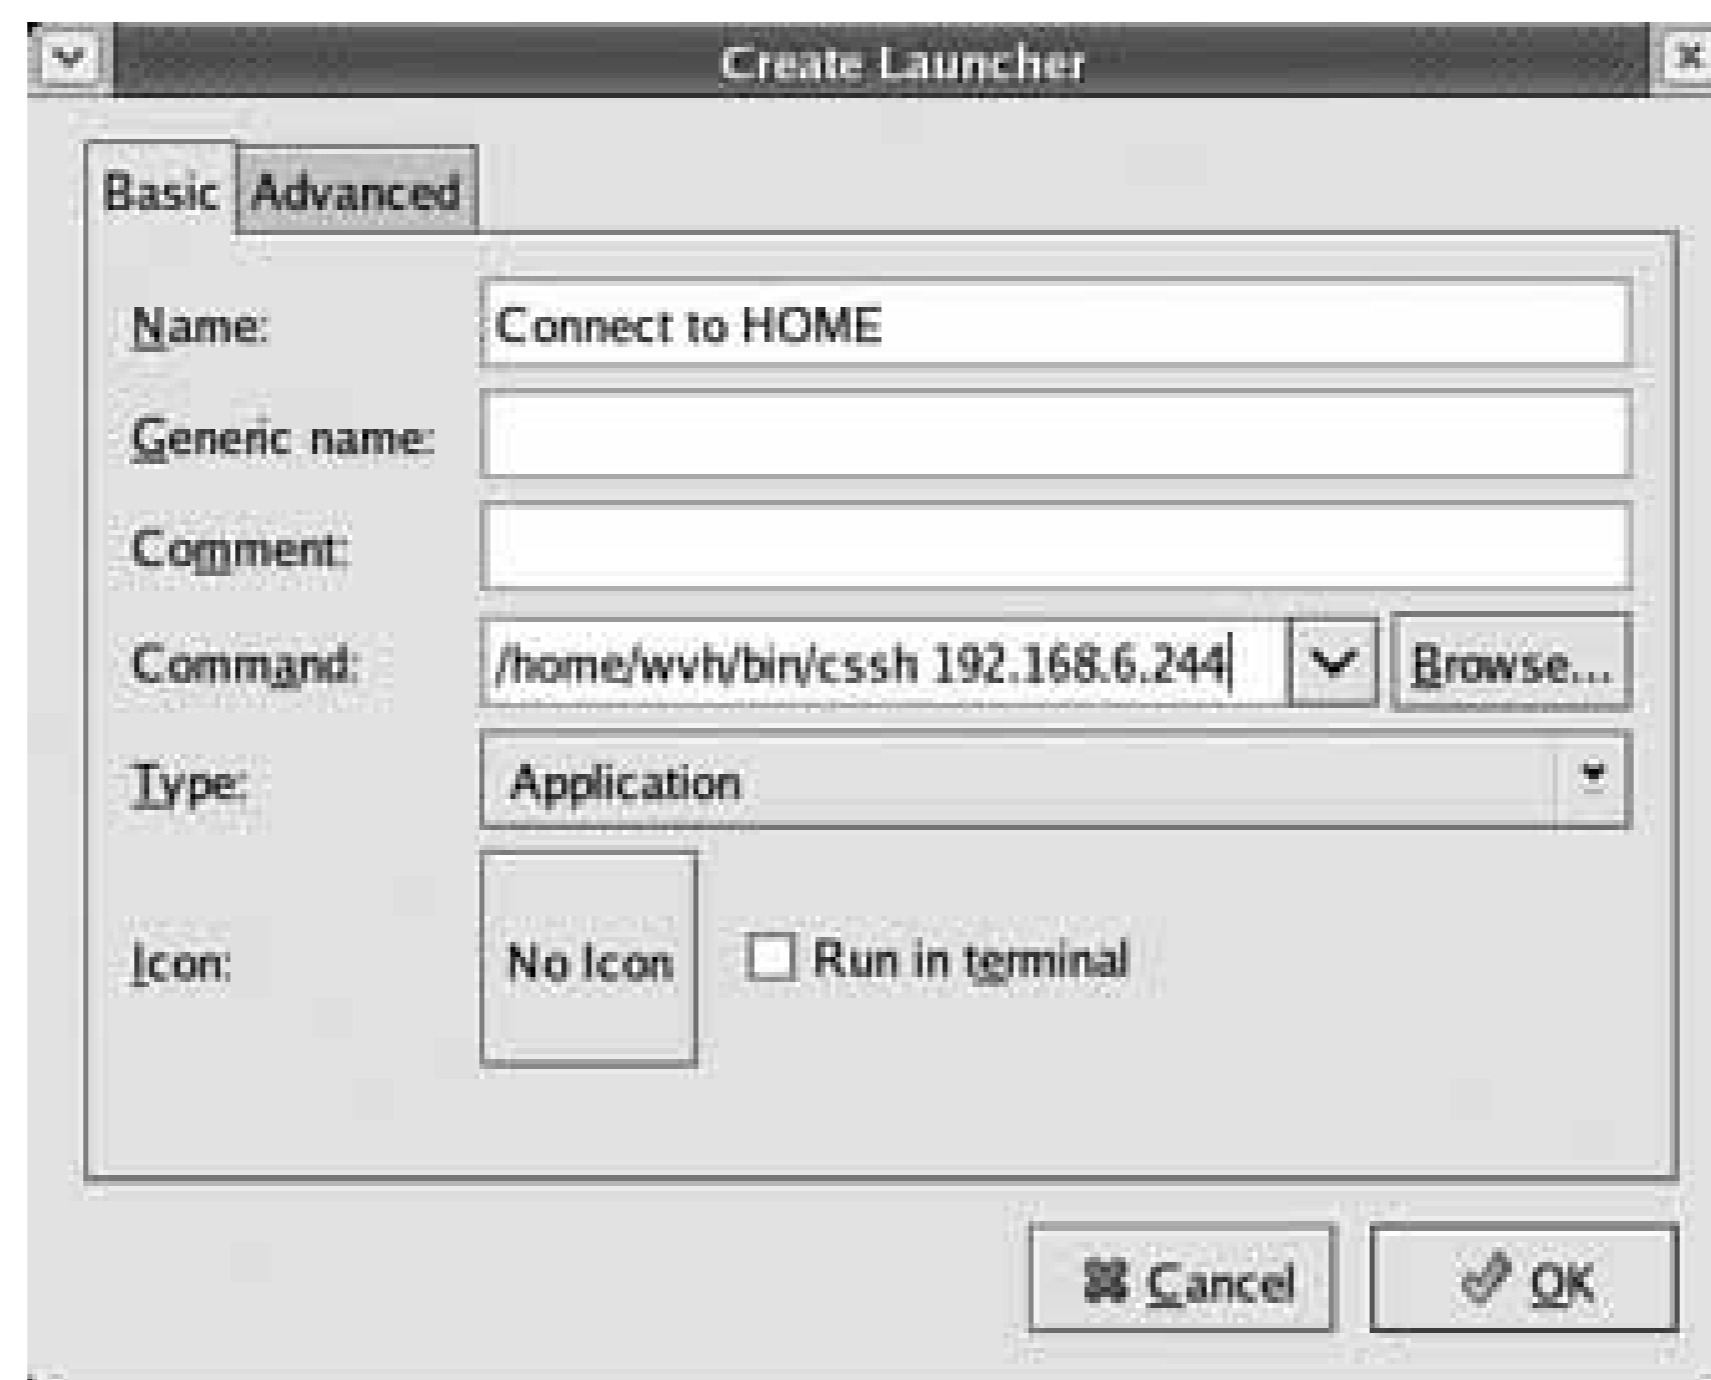 Create Launcher
Basic Advanced
Name: Connect to HOME
Generic name:
Comment:
Command: /home/wvh/bin/cssh 192.168.6.244 Browse...
Type: Application
Icon: No Icon Run in terminal
Cancel OK